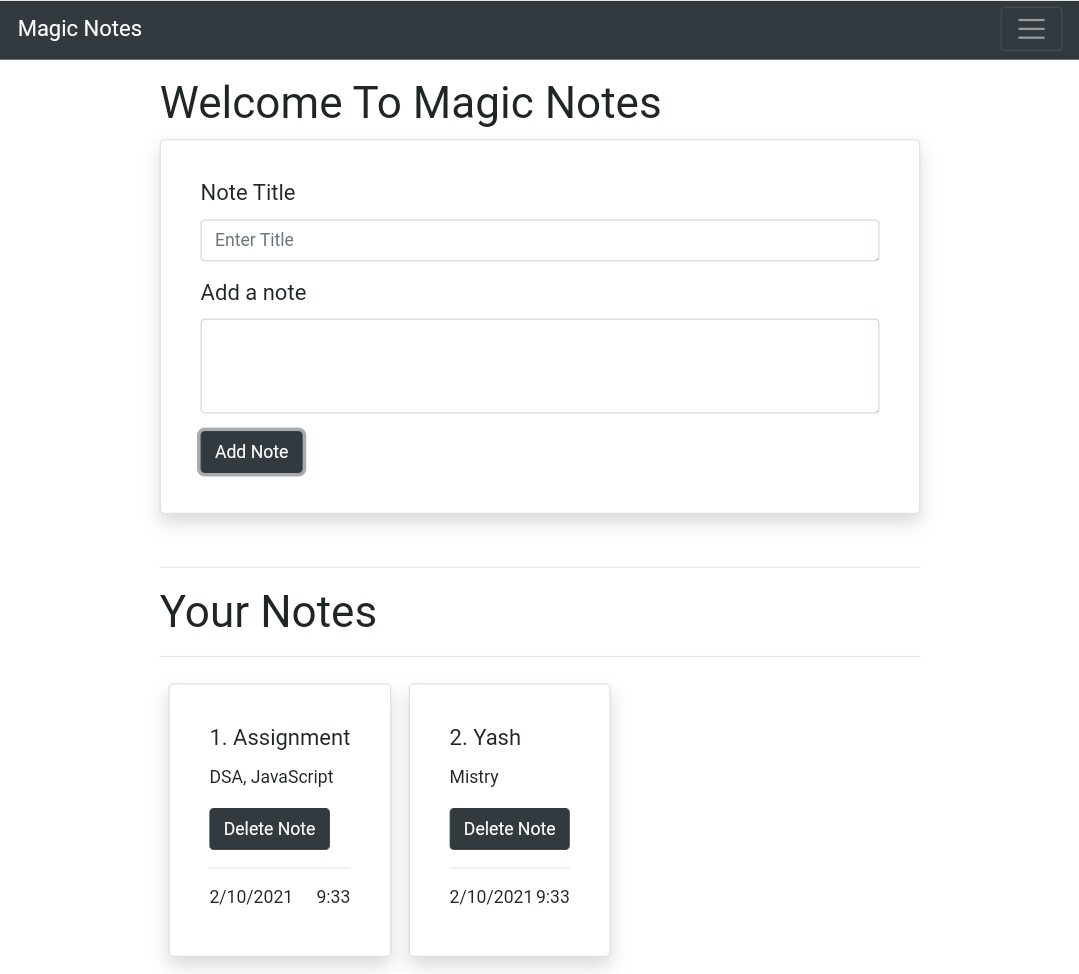 Magic Notes
Welcome To Magic Notes
Note Title
Enter Title
Add a note
Add Note
Your Notes
1. Assignment
DSA, JavaScript
Delete Note
2/10/2021 9:33
2. Yash
Mistry
Delete Note
2/10/2021 9:33